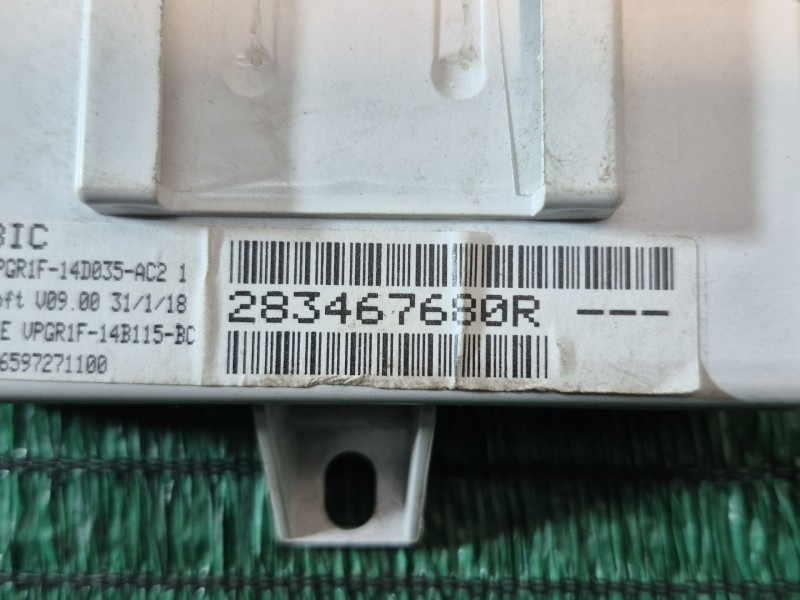 BIC
PGR1F-14D035-AC2 1
oft V09.00 31/1/18
E VPGR1F-14B115-BC
6597271100
283467680R ---